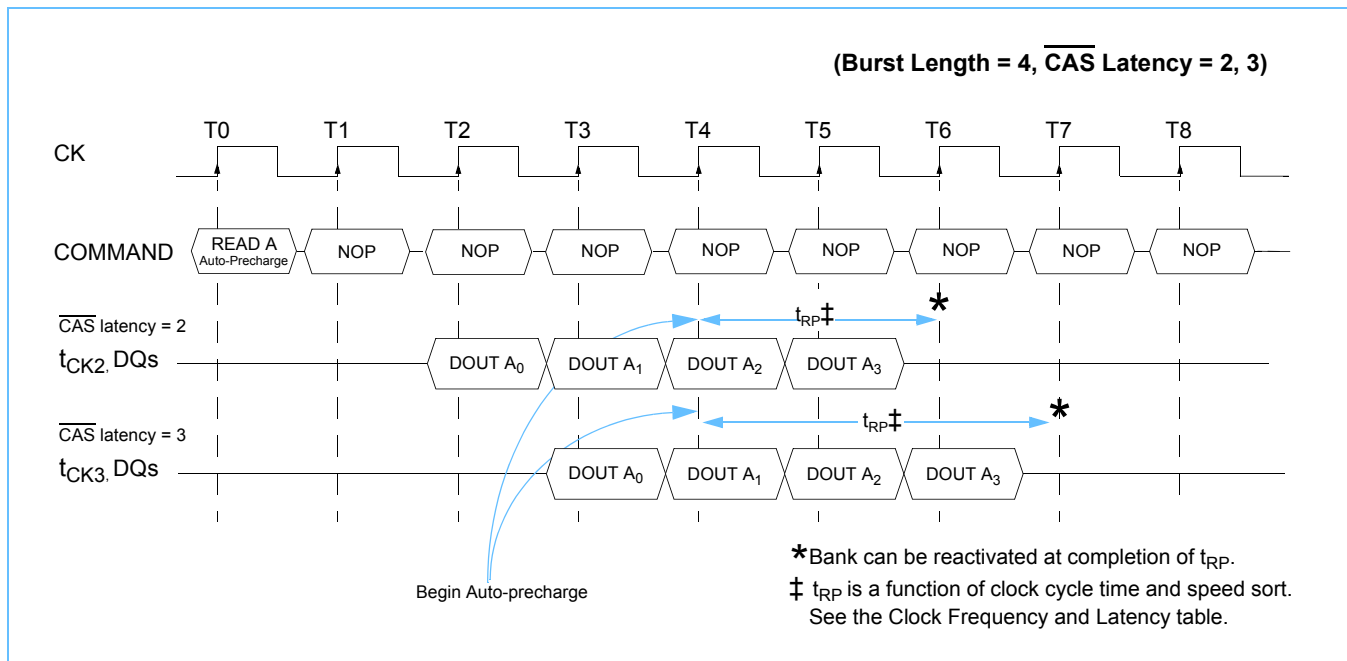 (Burst Length = 4, CAS Latency = 2, 3)
T0 T1 T2 T3 T4 T5 T6 T7 T8
CK
COMMAND
READ A
Auto-Precharge
NOP NOP NOP NOP NOP NOP NOP NOP
CAS latency = 2
tCK2, DQs
tRP‡
*
DOUT A0 DOUT A1 DOUT A2 DOUT A3
CAS latency = 3
tCK3, DQs
tRP‡
*
DOUT A0 DOUT A1 DOUT A2 DOUT A3
Begin Auto-precharge
*Bank can be reactivated at completion of tRP.
‡ tRP is a function of clock cycle time and speed sort.
See the Clock Frequency and Latency table.